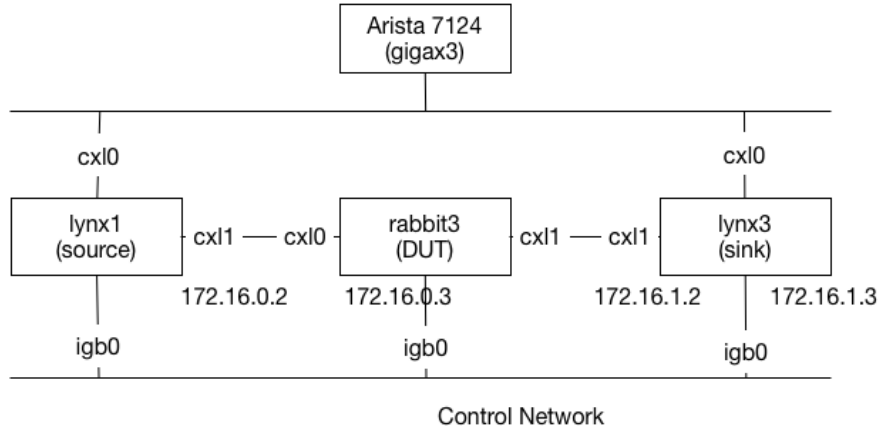 Arista 7124
(gigax3)
cxl0
cxl0
lynx1
(source)
cxl1
cxl0
rabbit3
(DUT)
cxl1
cxl1
lynx3
(sink)
172.16.0.2
172.16.0.3
172.16.1.2
172.16.1.3
igb0
igb0
igb0
Control Network